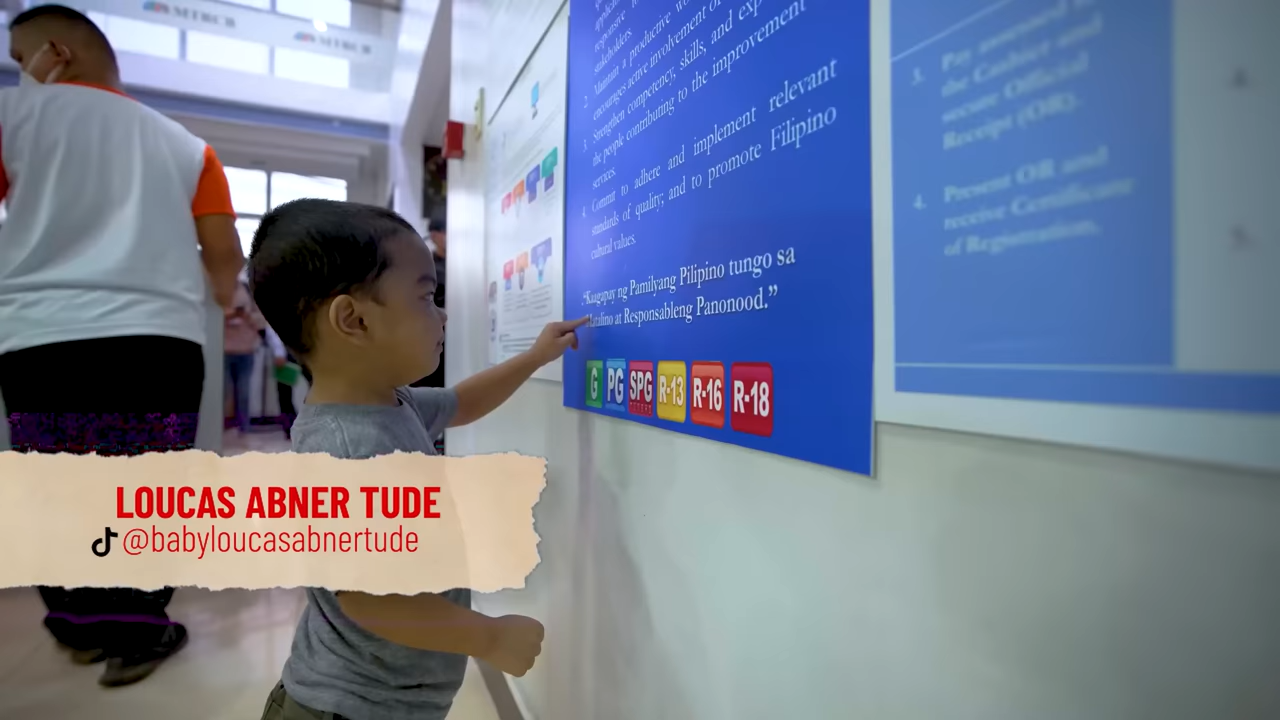 MTRCB
MTRCB
stakeholders.
2. Maintain a productive
encourages active involvement of
3. Strengthen competency, skills, and
the people contributing to the improvement
services.
4. Commit to adhere and implement relevant
standards of quality; and to promote Filipino
cultural values.
“Kaagapay ng Pamilyang Pilipino tungo sa
Matalino at Responsableng Panonood.”
G PG SPG R-13 R-16 R-18
3. Pay assessed
the Cashier and
secure Official
Receipt (OR).
4. Present OR and
receive Certificate
of Registration.
LOUCAS ABNER TUDE
@babyloucasabnertude